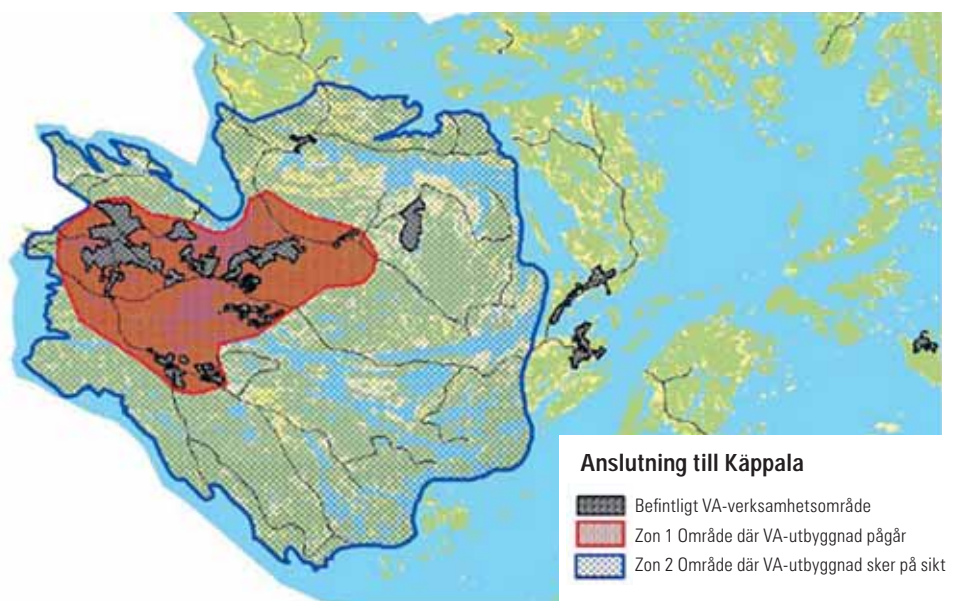 Anslutning till Käppala
Befintligt VA-verksamhetsområde
Zon 1 Område där VA-utbyggnad pågår
Zon 2 Område där VA-utbyggnad sker på sikt